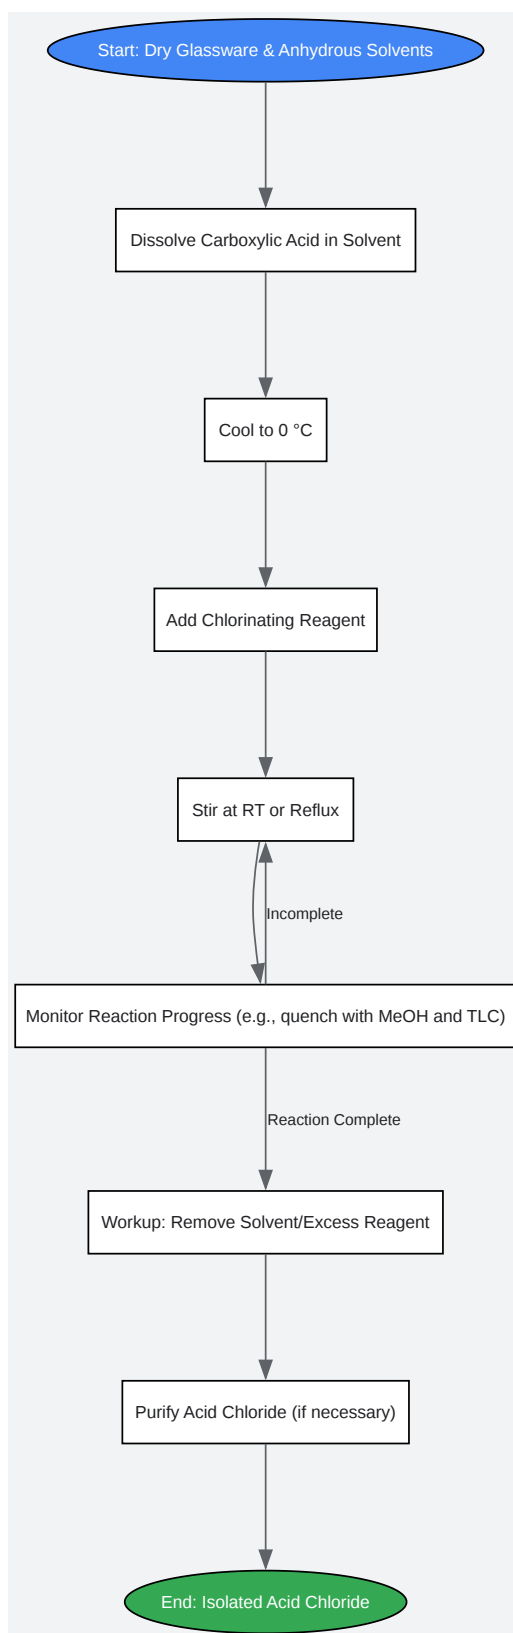 Start: Dry Glassware & Anhydrous Solvents
Dissolve Carboxylic Acid in Solvent
Cool to 0 °C
Add Chlorinating Reagent
Stir at RT or Reflux
Incomplete
Monitor Reaction Progress (e.g., quench with MeOH and TLC)
Reaction Complete
Workup: Remove Solvent/Excess Reagent
Purify Acid Chloride (if necessary)
End: Isolated Acid Chloride